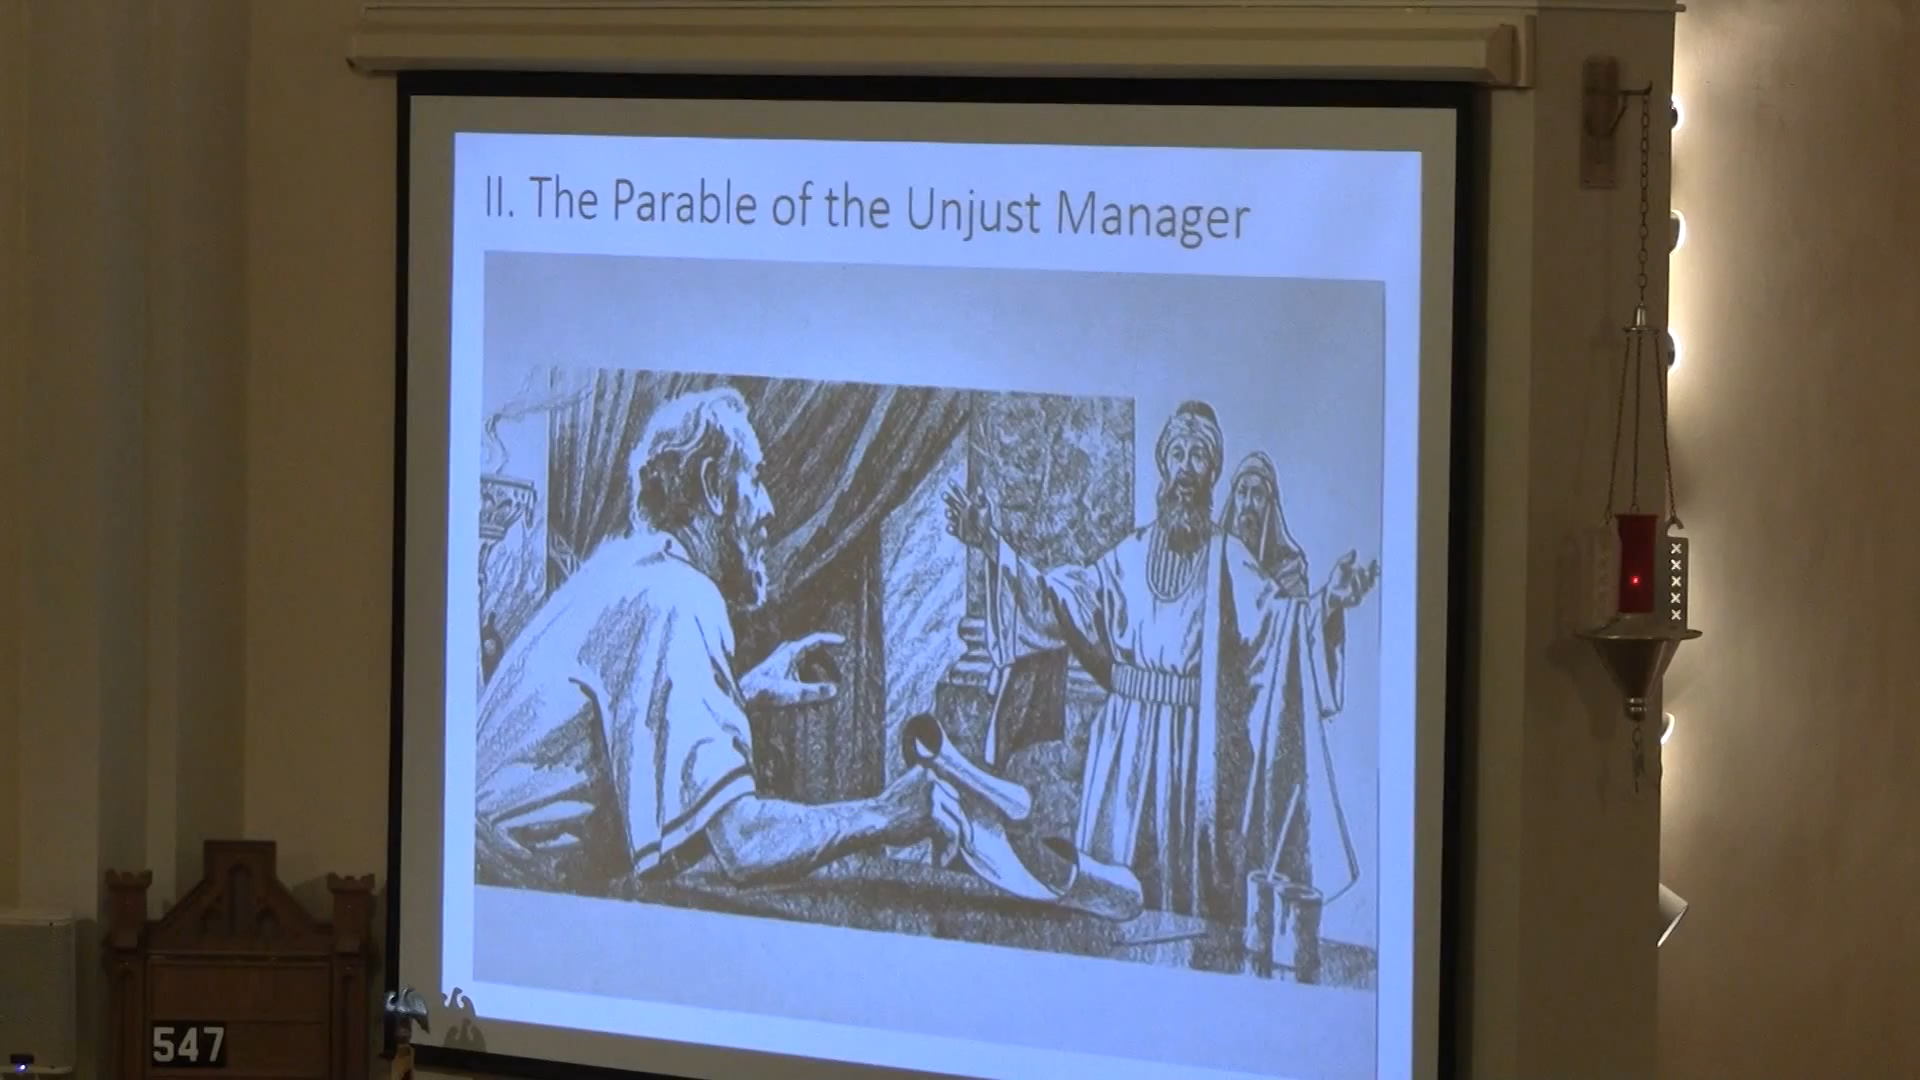 II. The Parable of the Unjust Manager
547